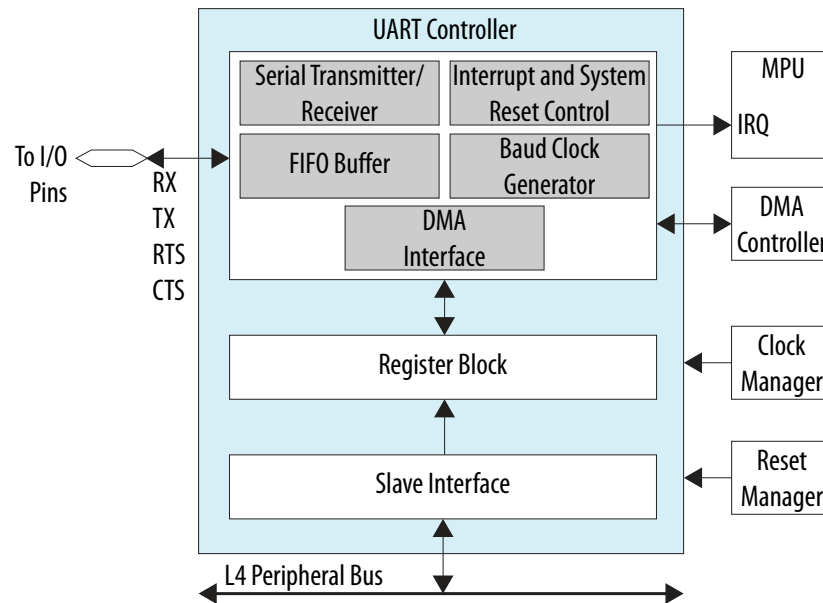 UART Controller
Serial Transmitter/
Receiver
Interrupt and System
Reset Control
FIFO Buffer
Baud Clock
Generator
DMA
Interface
MPU
IRQ
To I/O
Pins
RX
TX
RTS
CTS
DMA
Controller
Register Block
Clock
Manager
Slave Interface
Reset
Manager
L4 Peripheral Bus